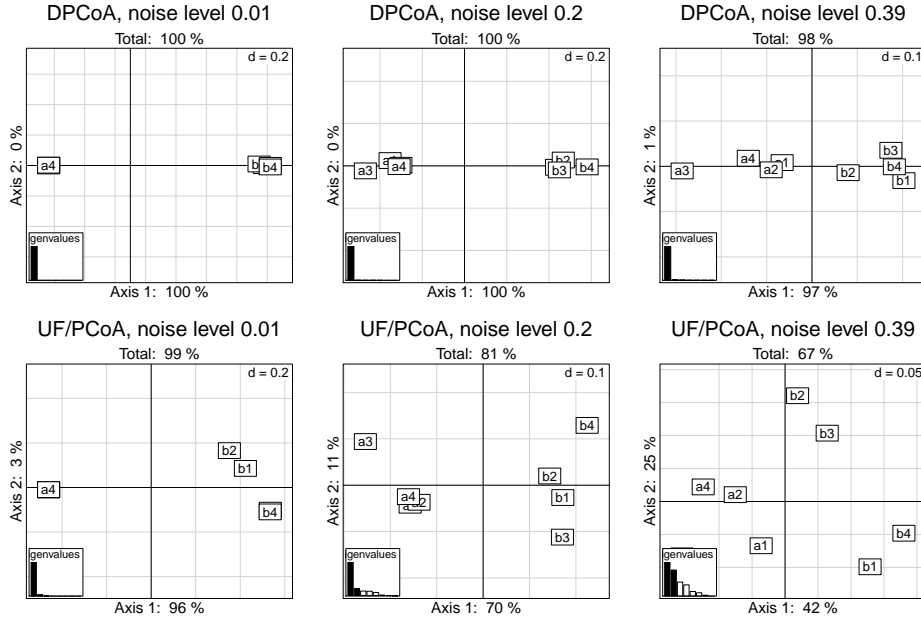 DPCoA, noise level 0.01
Total: 100 %
d = 0.2
Axis 2: 0 %
a4
b4
genvalues
Axis 1: 100 %
DPCoA, noise level 0.2
Total: 100 %
d = 0.2
Axis 2: 0 %
a3
a4
b2
b3
b4
genvalues
Axis 1: 100 %
DPCoA, noise level 0.39
Total: 98 %
d = 0.1
Axis 2: 1 %
a3
a4
a2
a1
b2
b3
b4
b1
genvalues
Axis 1: 97 %
UF/PCoA, noise level 0.01
Total: 99 %
d = 0.2
Axis 2: 3 %
a4
b2
b1
b4
genvalues
Axis 1: 96 %
UF/PCoA, noise level 0.2
Total: 81 %
d = 0.1
Axis 2: 11 %
a3
a4
a2
b4
b2
b1
b3
genvalues
Axis 1: 70 %
UF/PCoA, noise level 0.39
Total: 67 %
d = 0.05
Axis 2: 25 %
b2
b3
a4
a2
a1
b4
b1
genvalues
Axis 1: 42 %